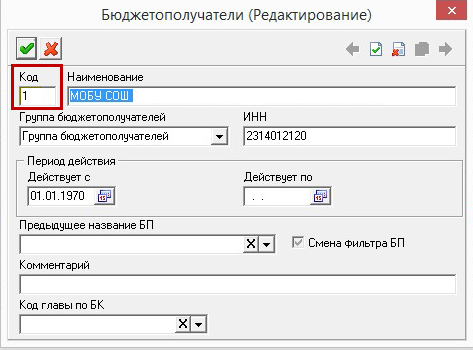 Бюджетополучатели (Редактирование)
Код Наименование
1 МОБУ СОШ
Группа бюджетополучателей ИНН
Группа бюджетополучателей 2314012120
Период действия
Действует с Действует по
01.01.1970 . .
Предыдущее название БП
Смена фильтра БП
Комментарий
Код главы по БК